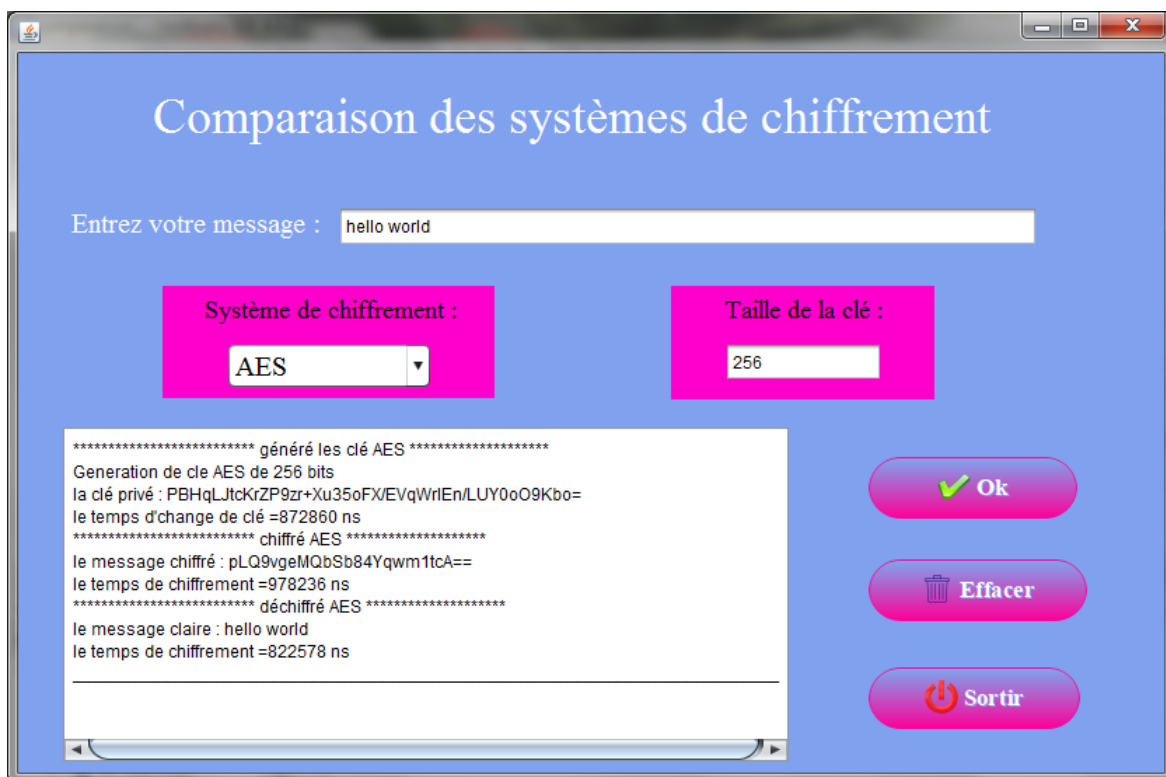 Comparaison des systèmes de chiffrement
Entrez votre message :
hello world
Système de chiffrement :
AES
Taille de la clé :
256
************************** généré les clé AES ********************
Generation de cle AES de 256 bits
la clé privé : PBHqLJtcKrZP9zr+Xu35oFX/EVqWrlEn/LUY0oO9Kbo=
le temps d'change de clé =872860 ns
************************** chiffré AES ********************
le message chiffré : pLQ9vgeMQbSb84Yqwm1tcA==
le temps de chiffrement =978236 ns
************************** déchiffré AES ********************
le message claire : hello world
le temps de chiffrement =822578 ns
Ok
Effacer
Sortir